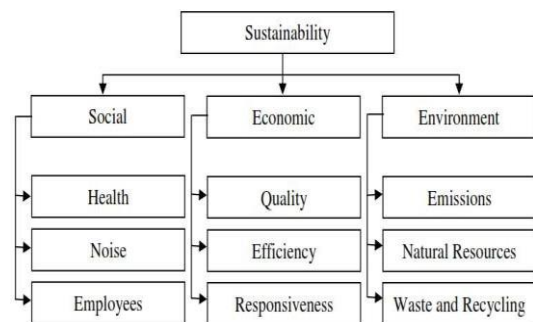 Sustainability
Social
Economic
Environment
Health
Quality
Emissions
Noise
Efficiency
Natural Resources
Employees
Responsiveness
Waste and Recycling